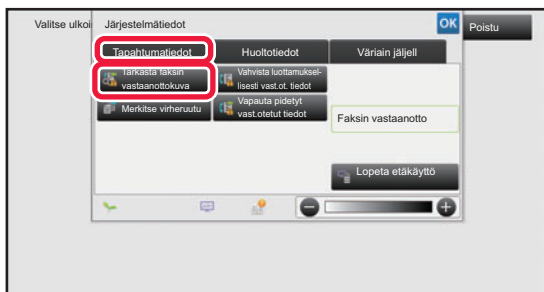 Valitse ulkoi
Järjestelmätiedot
OK
Poistu
Tapahtumatiedot
Huoltotiedot
Väriain jäljell
Tarkasta faksin
vastaanottokuva
Vahvista luottamuksel-
lisesti vast.ot. tiedot
Merkitse virheruutu
Vapauta pidetyt
vast.otetut tiedot
Faksin vastaanotto
Lopeta etäkäyttö